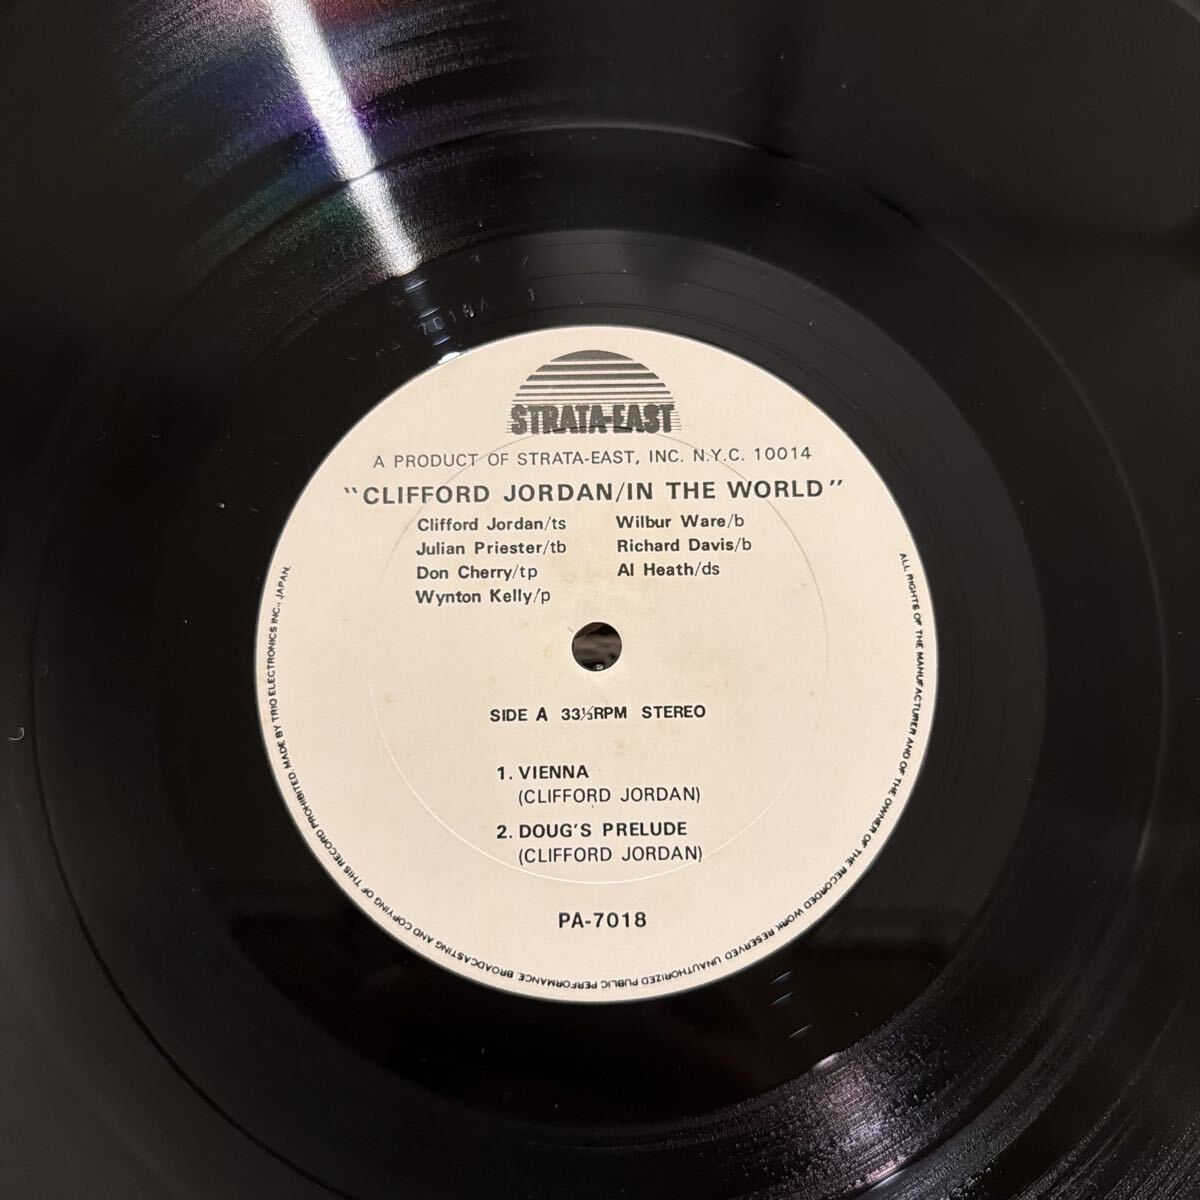 PA 7018A 1
STRATA-EAST
A PRODUCT OF STRATA-EAST, INC. N.Y.C. 10014
"CLIFFORD JORDAN/IN THE WORLD"
Clifford Jordan/ts
Julian Priester/tb
Don Cherry/tp
Wynton Kelly/p
Wilbur Ware/b
Richard Davis/b
Al Heath/ds
SIDE A 33⅓RPM STEREO
1. VIENNA
(CLIFFORD JORDAN)
2. DOUG'S PRELUDE
(CLIFFORD JORDAN)
PA-7018
ALL RIGHTS OF THE MANUFACTURER AND OF THE OWNER OF THE RECORDED WORK RESERVED UNAUTHORIZED PUBLIC PERFORMANCE. BROADCASTING AND COPYING OF THIS RECORD PROHIBITED. MADE BY TRIO ELECTRONICS INC., JAPAN.